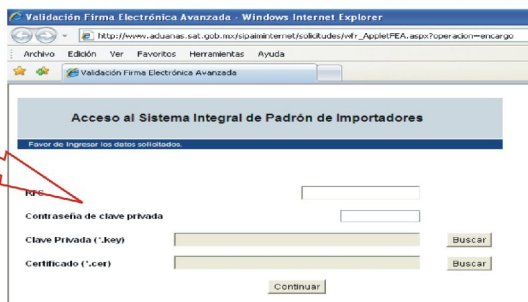 Validación Firma Electrónica Avanzada - Windows Internet Explorer
http://www.aduanas.sat.gob.mx/sipaiminternet/solicitudes/wfr_AppletFEA.aspx?operacion=encargo
Archivo Edición Ver Favoritos Herramientas Ayuda
Validación Firma Electrónica Avanzada
Acceso al Sistema Integral de Padrón de Importadores
Favor de Ingresar los datos solicitados.
RFC
Contraseña de clave privada
Clave Privada (*.key) Buscar
Certificado (*.cer) Buscar
Continuar